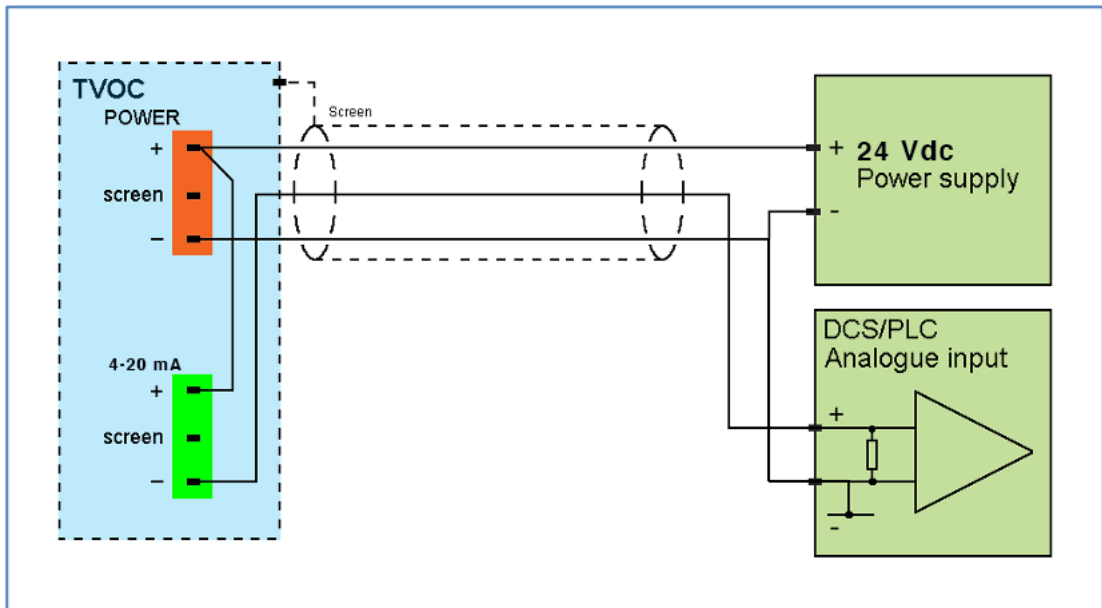 TVOC
POWER
+
screen
–
4-20 mA
+
screen
–
Screen
+ 24 Vdc
Power supply
-
DCS/PLC
Analogue input
+
-